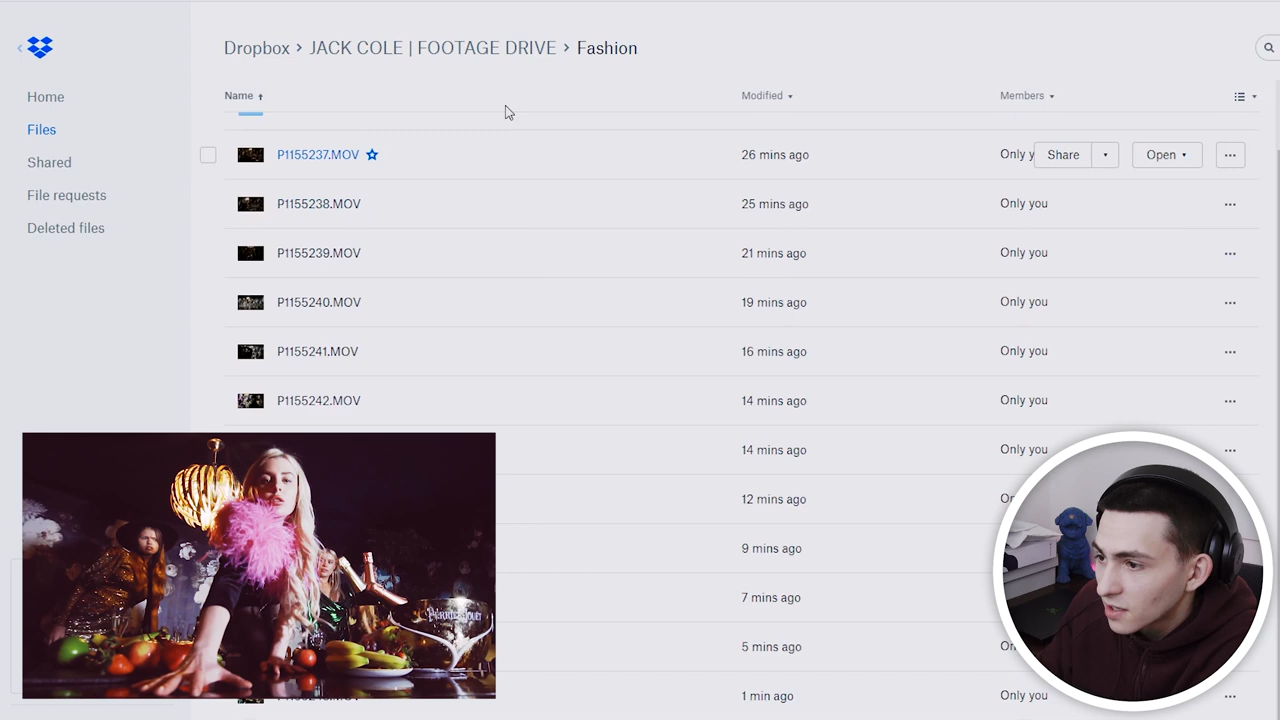 Dropbox > JACK COLE | FOOTAGE DRIVE > Fashion
Home
Files
Shared
File requests
Deleted files
Name Modified Members
P1155237.MOV 26 mins ago Only y Share Open
P1155238.MOV 25 mins ago Only you
P1155239.MOV 21 mins ago Only you
P1155240.MOV 19 mins ago Only you
P1155241.MOV 16 mins ago Only you
P1155242.MOV 14 mins ago Only you
14 mins ago Only you
12 mins ago
9 mins ago
7 mins ago
5 mins ago
1 min ago Only you